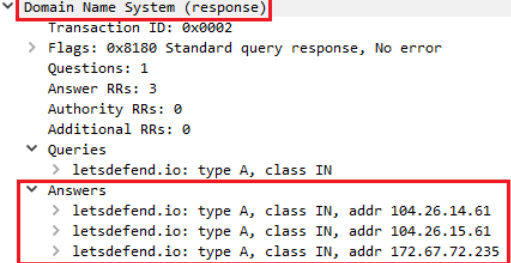 Domain Name System (response)
Transaction ID: 0x0002
Flags: 0x8180 Standard query response, No error
Questions: 1
Answer RRs: 3
Authority RRs: 0
Additional RRs: 0
Queries
letsdefend.io: type A, class IN
Answers
letsdefend.io: type A, class IN, addr 104.26.14.61
letsdefend.io: type A, class IN, addr 104.26.15.61
letsdefend.io: type A, class IN, addr 172.67.72.235